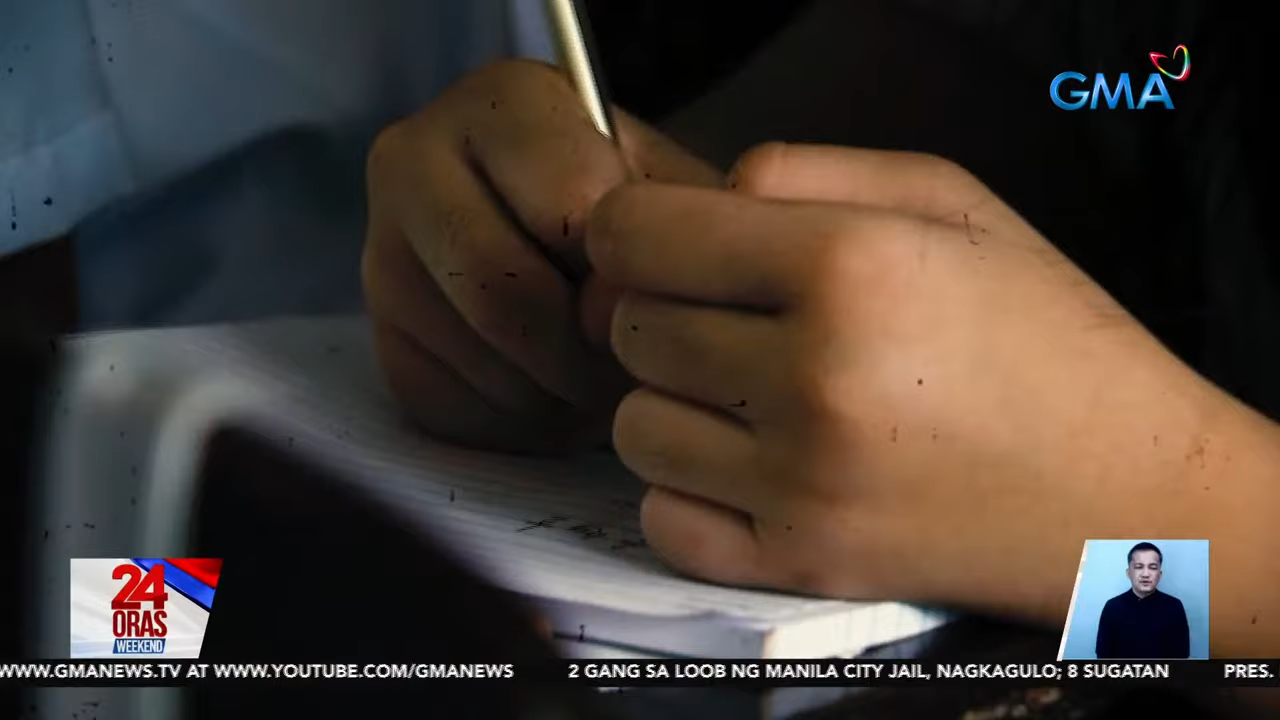 GMA
24
ORAS
WEEKEND
WWW.GMANEWS.TV AT WWW.YOUTUBE.COM/GMANEWS 2 GANG SA LOOB NG MANILA CITY JAIL, NAGKAGULO; 8 SUGATAN PRES.